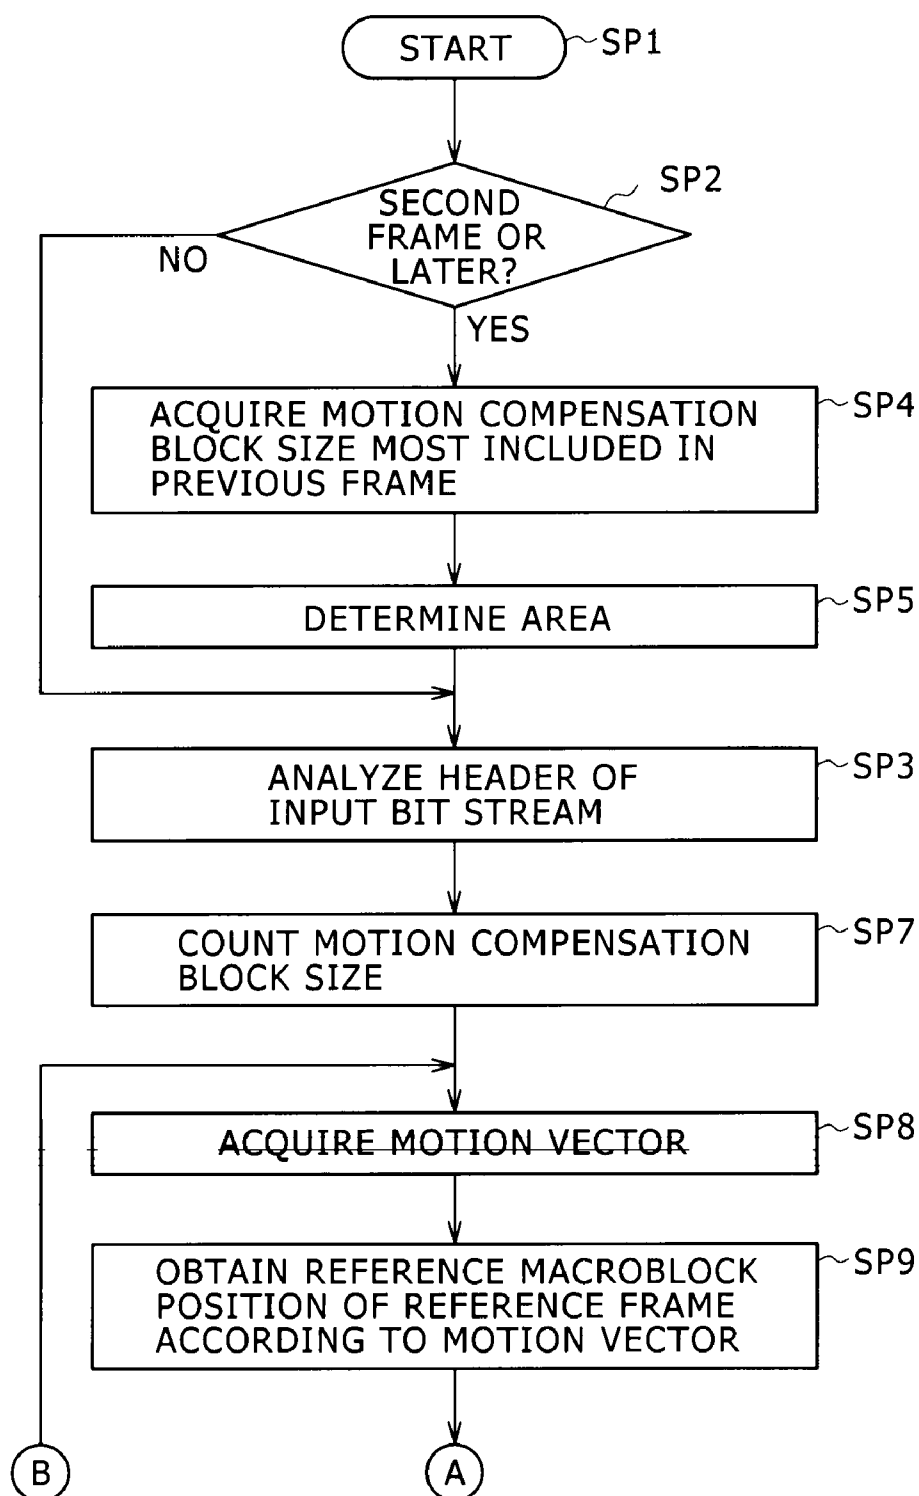 START
SP1
SECOND
FRAME OR
LATER?
SP2
NO
YES
ACQUIRE MOTION COMPENSATION
BLOCK SIZE MOST INCLUDED IN
PREVIOUS FRAME
SP4
DETERMINE AREA
SP5
ANALYZE HEADER OF
INPUT BIT STREAM
SP3
COUNT MOTION COMPENSATION
BLOCK SIZE
SP7
ACQUIRE MOTION VECTOR
SP8
OBTAIN REFERENCE MACROBLOCK
POSITION OF REFERENCE FRAME
ACCORDING TO MOTION VECTOR
SP9
B
A